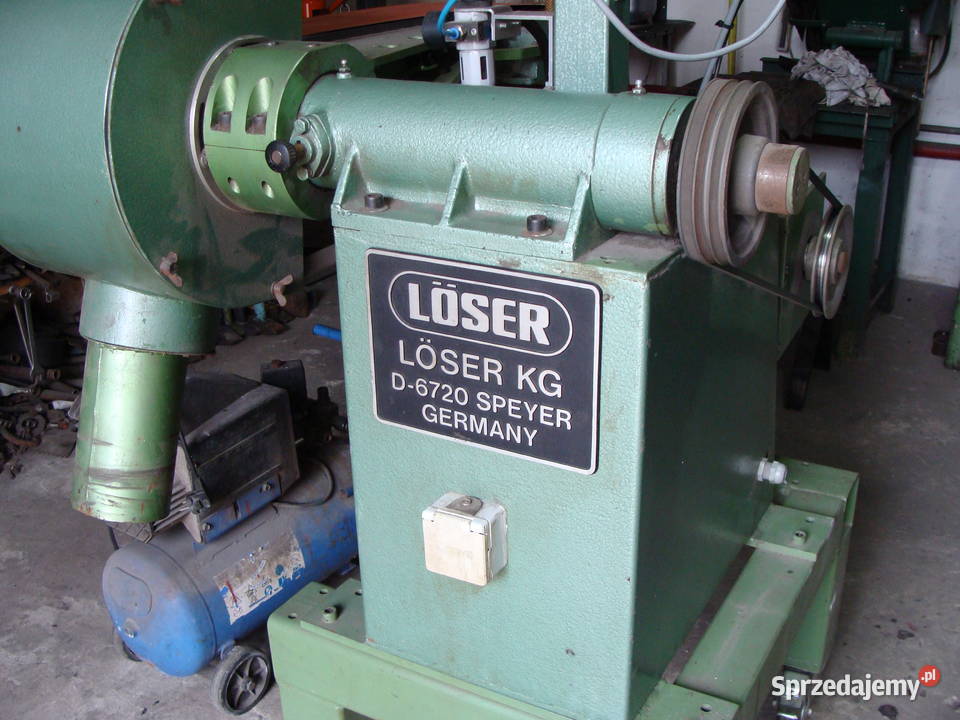 LÖSER
LÖSER KG
D-6720 SPEYER
GERMANY
Sprzedajemy.pl